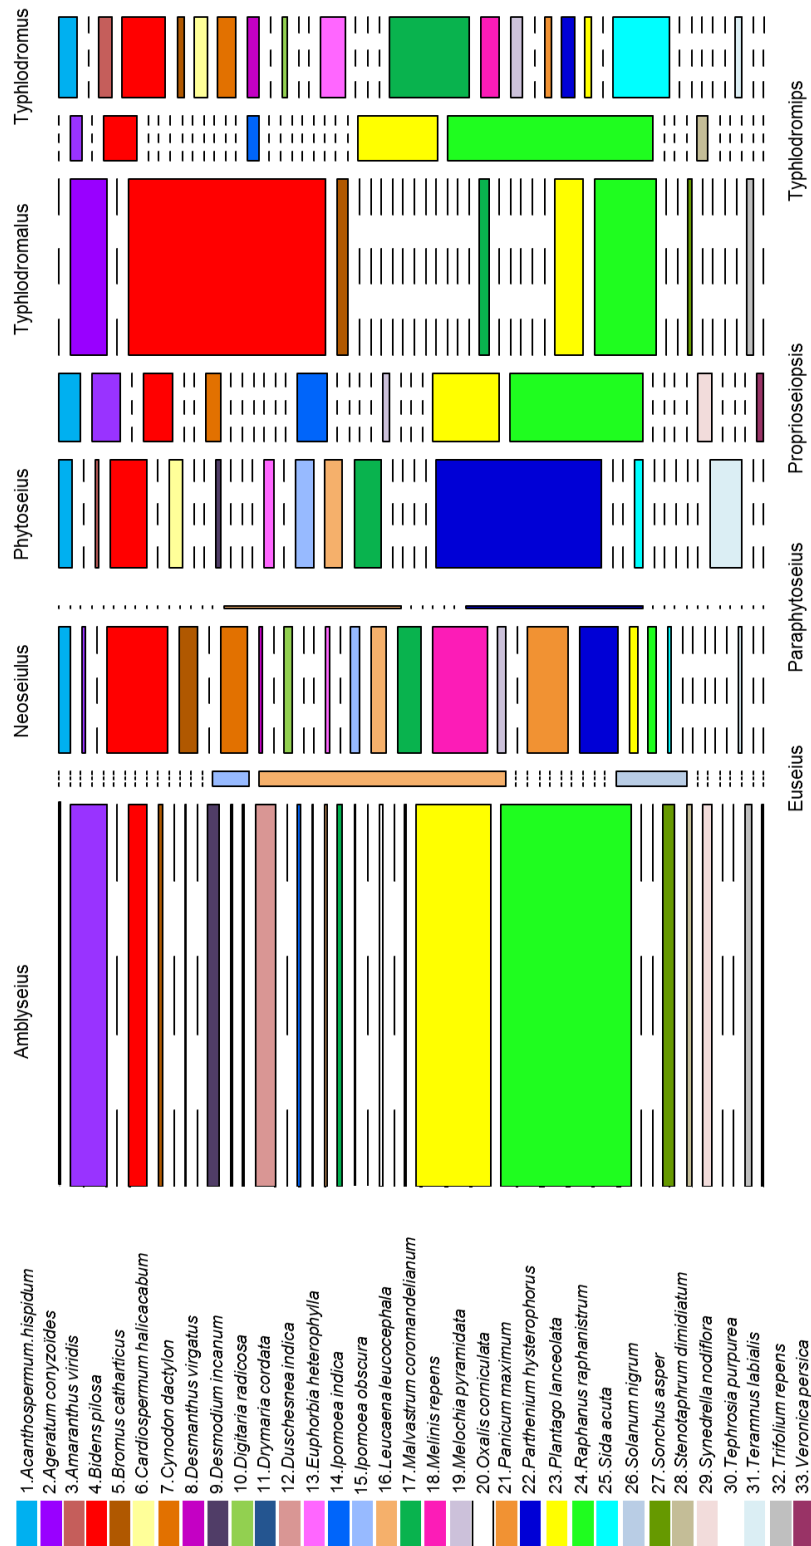 Typhlodromus
Typhlodromips
Typhlodromalus
Proprioseiopsis
Phytoseius
Paraphytoseius
Neoseiulus
Euseius
Amblyseius
1.Acanthospermum.hispidum
2.Ageratum conyzoides
3.Amaranthus viridis
4.Bidens pilosa
5.Bromus catharticus
6.Cardiospermum halicacabum
7.Cynodon dactylon
8.Desmanthus virgatus
9.Desmodium incanum
10.Digitaria radicosa
11.Drymaria cordata
12.Duschesnea indica
13.Euphorbia heterophylla
14.Ipomoea indica
15.Ipomoea obscura
16.Leucaena leucocephala
17.Malvastrum coromandelianum
18.Melinis repens
19.Melochia pyramidata
20.Oxalis corniculata
21.Panicum maximum
22.Parthenium hysterophorus
23.Plantago lanceolata
24.Raphanus raphanistrum
25.Sida acuta
26.Solanum nigrum
27.Sonchus asper
28.Stenotaphrum dimidiatum
29.Synedrella nodiflora
30.Tephrosia purpurea
31.Teramnus labialis
32.Trifolium repens
33.Veronica persica